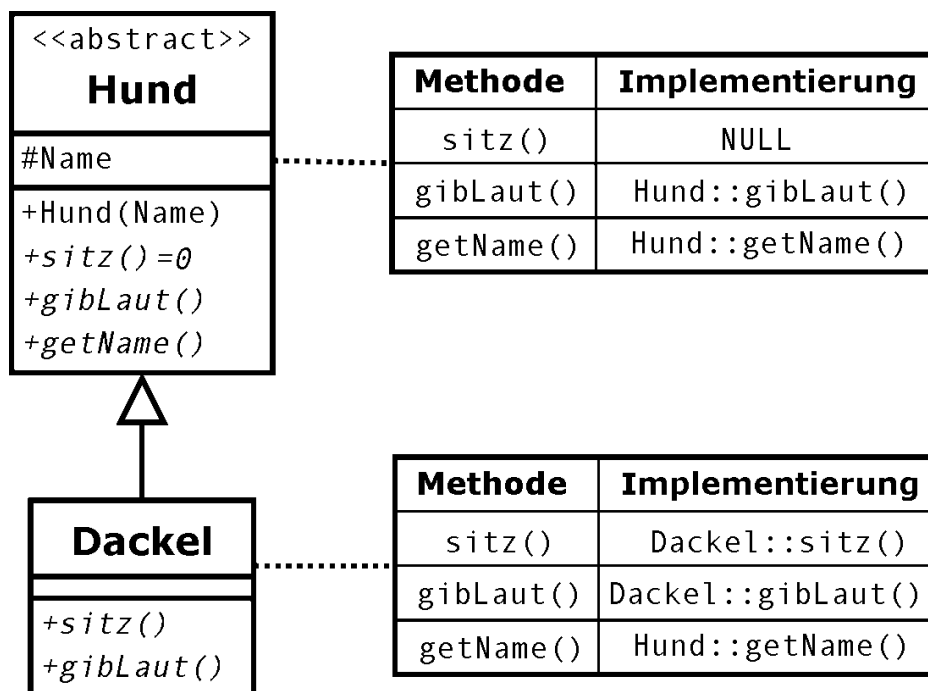 <<abstract>>
Hund
#Name
+Hund(Name)
+sitz()=0
+gibLaut()
+getName()
Methode Implementierung
sitz() NULL
gibLaut() Hund::gibLaut()
getName() Hund::getName()
Dackel
+sitz()
+gibLaut()
Methode Implementierung
sitz() Dackel::sitz()
gibLaut() Dackel::gibLaut()
getName() Hund::getName()